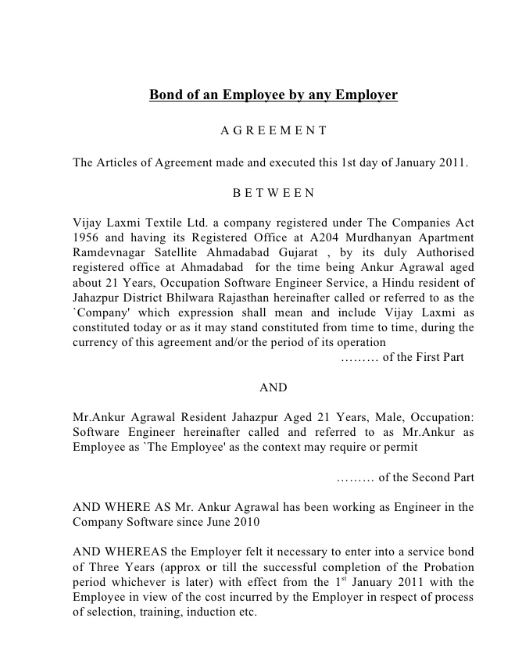 Bond of an Employee by any Employer
A G R E E M E N T
The Articles of Agreement made and executed this 1st day of January 2011.
B E T W E E N
Vijay Laxmi Textile Ltd. a company registered under The Companies Act
1956 and having its Registered Office at A204 Murdhanyan Apartment
Ramdevnagar Satellite Ahmadabad Gujarat , by its duly Authorised
registered office at Ahmadabad for the time being Ankur Agrawal aged
about 21 Years, Occupation Software Engineer Service, a Hindu resident of
Jahazpur District Bhilwara Rajasthan hereinafter called or referred to as the
`Company' which expression shall mean and include Vijay Laxmi as
constituted today or as it may stand constituted from time to time, during the
currency of this agreement and/or the period of its operation
……… of the First Part
AND
Mr.Ankur Agrawal Resident Jahazpur Aged 21 Years, Male, Occupation:
Software Engineer hereinafter called and referred to as Mr.Ankur as
Employee as `The Employee' as the context may require or permit
……… of the Second Part
AND WHERE AS Mr. Ankur Agrawal has been working as Engineer in the
Company Software since June 2010
AND WHEREAS the Employer felt it necessary to enter into a service bond
of Three Years (approx or till the successful completion of the Probation
period whichever is later) with effect from the 1st January 2011 with the
Employee in view of the cost incurred by the Employer in respect of process
of selection, training, induction etc.